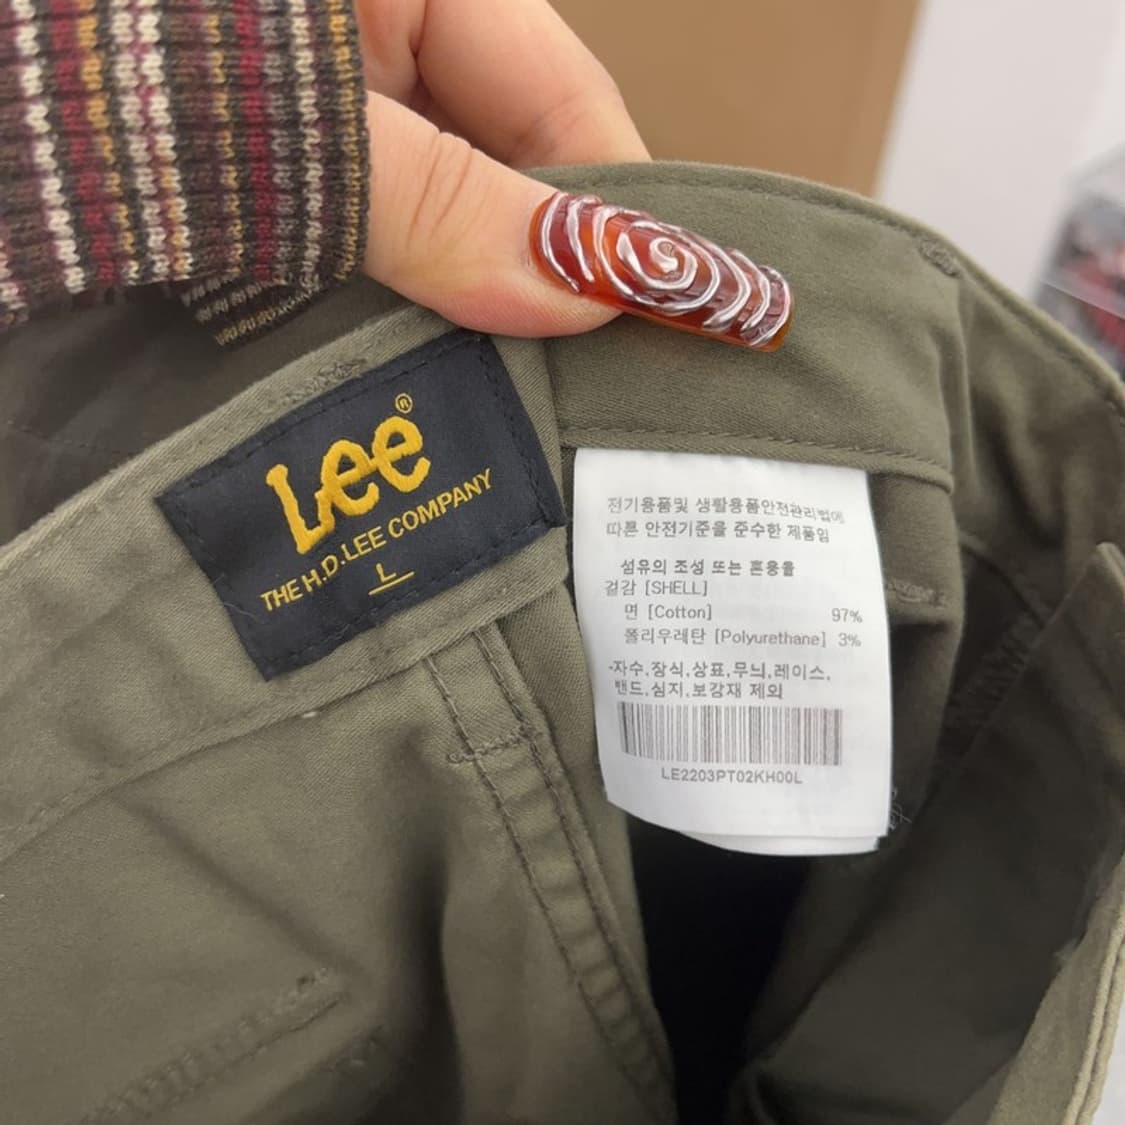 Lee®
THE H.D.LEE COMPANY
L
전기용품및 생활용품안전관리법에
따른 안전기준을 준수한 제품임
섬유의 조성 또는 혼용율
겉감 [SHELL]
면 [Cotton] 97%
폴리우레탄 [Polyurethane] 3%
-자수,장식,상표,무늬,레이스,
밴드,심지,보강재 제외
LE2203PT02KH00L